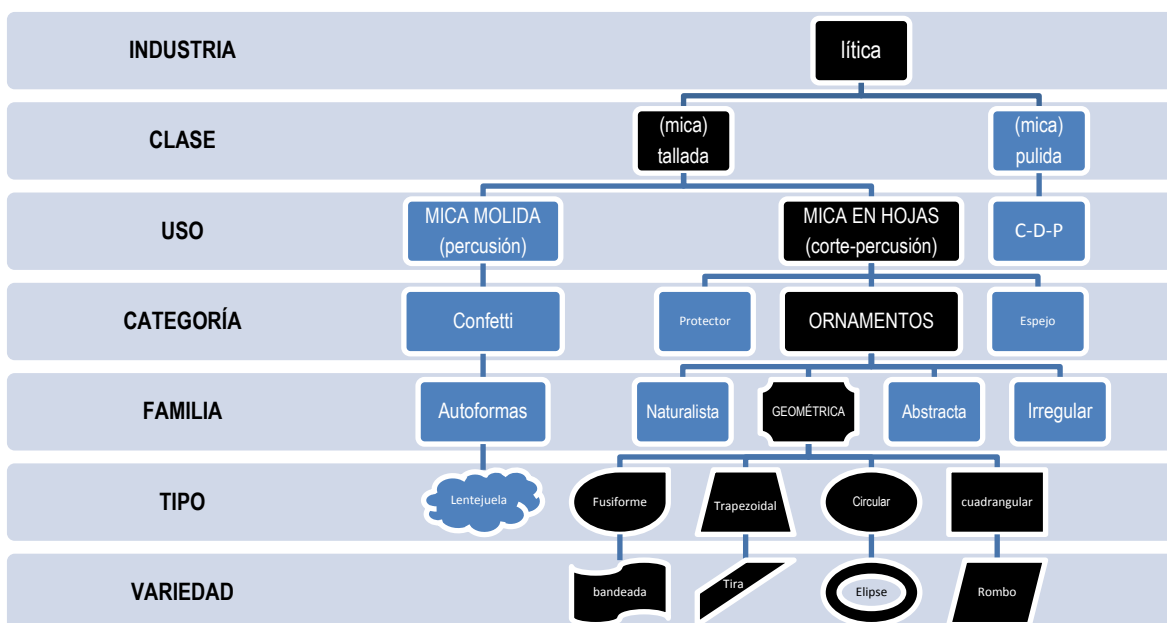 INDUSTRIA
lítica
CLASE
(mica)
tallada
(mica)
pulida
USO
MICA MOLIDA
(percusión)
MICA EN HOJAS
(corte-percusión)
C-D-P
CATEGORÍA
Confetti
Protector
ORNAMENTOS
Espejo
FAMILIA
Autoformas
Naturalista
GEOMÉTRICA
Abstracta
Irregular
TIPO
Lentejuela
Fusiforme
Trapezoidal
Circular
cuadrangular
VARIEDAD
bandeada
Tira
Elipse
Rombo